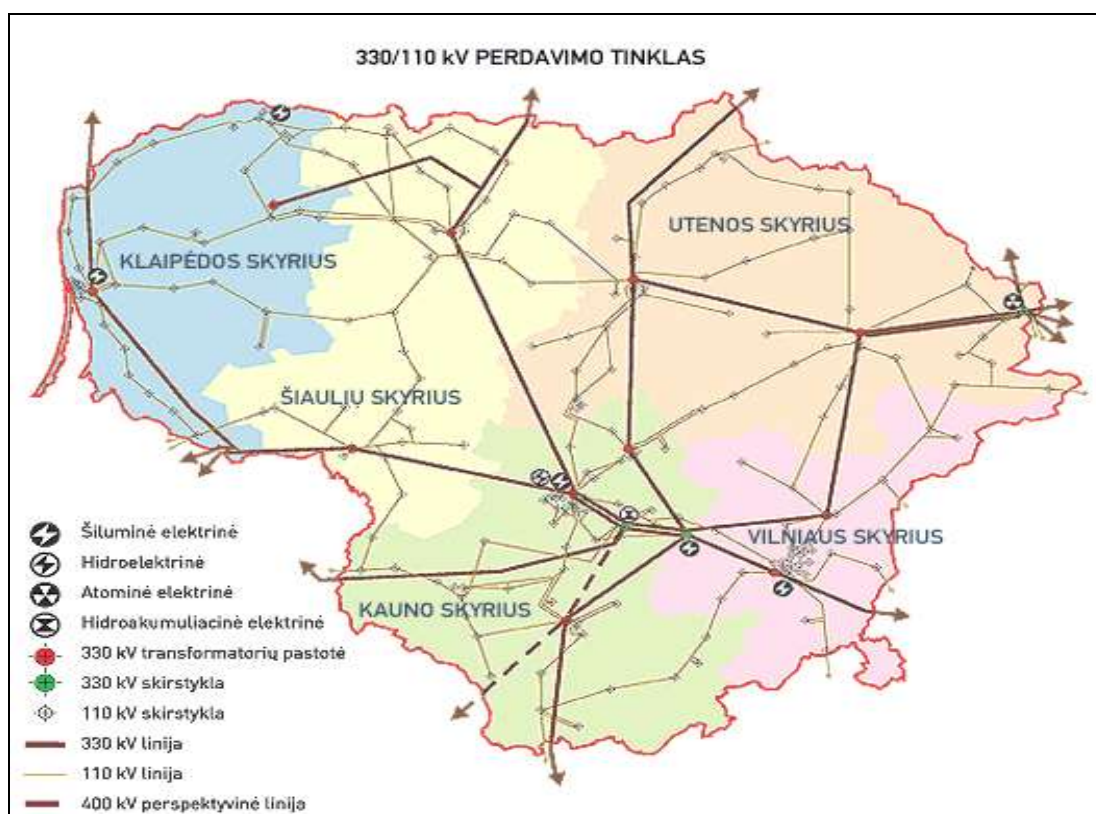 330/110 kV PERDAVIMO TINKLAS
UTENOS SKYRIUS
KLAIPĖDOS SKYRIUS
ŠIAULIU SKYRIUS
VILNIAUS SKYRIUS
KAUNO SKYRIUS
Šiluminė elektrinė
Hidroelektrinė
Atominė elektrinė
Hidroakumuliacinė elektrinė
330 kV transformatorių pastotė
330 kV skirstykla
110 kV skirstykla
330 kV linija
110 kV linija
400 kV perspektyvinė linija